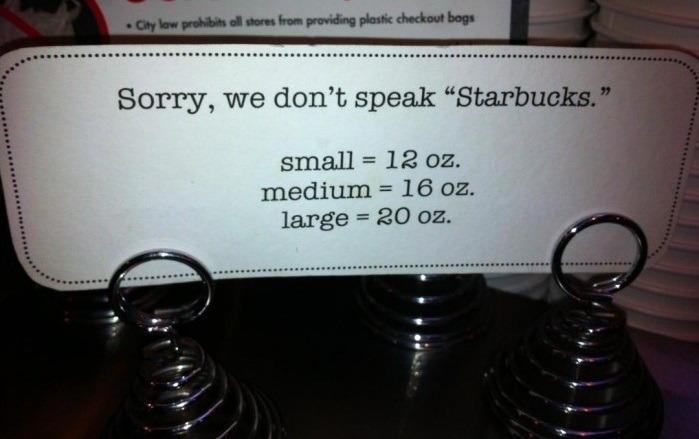 • City law prohibits all stores from providing plastic checkout bags
Sorry, we don't speak “Starbucks.”
small = 12 oz.
medium = 16 oz.
large = 20 oz.